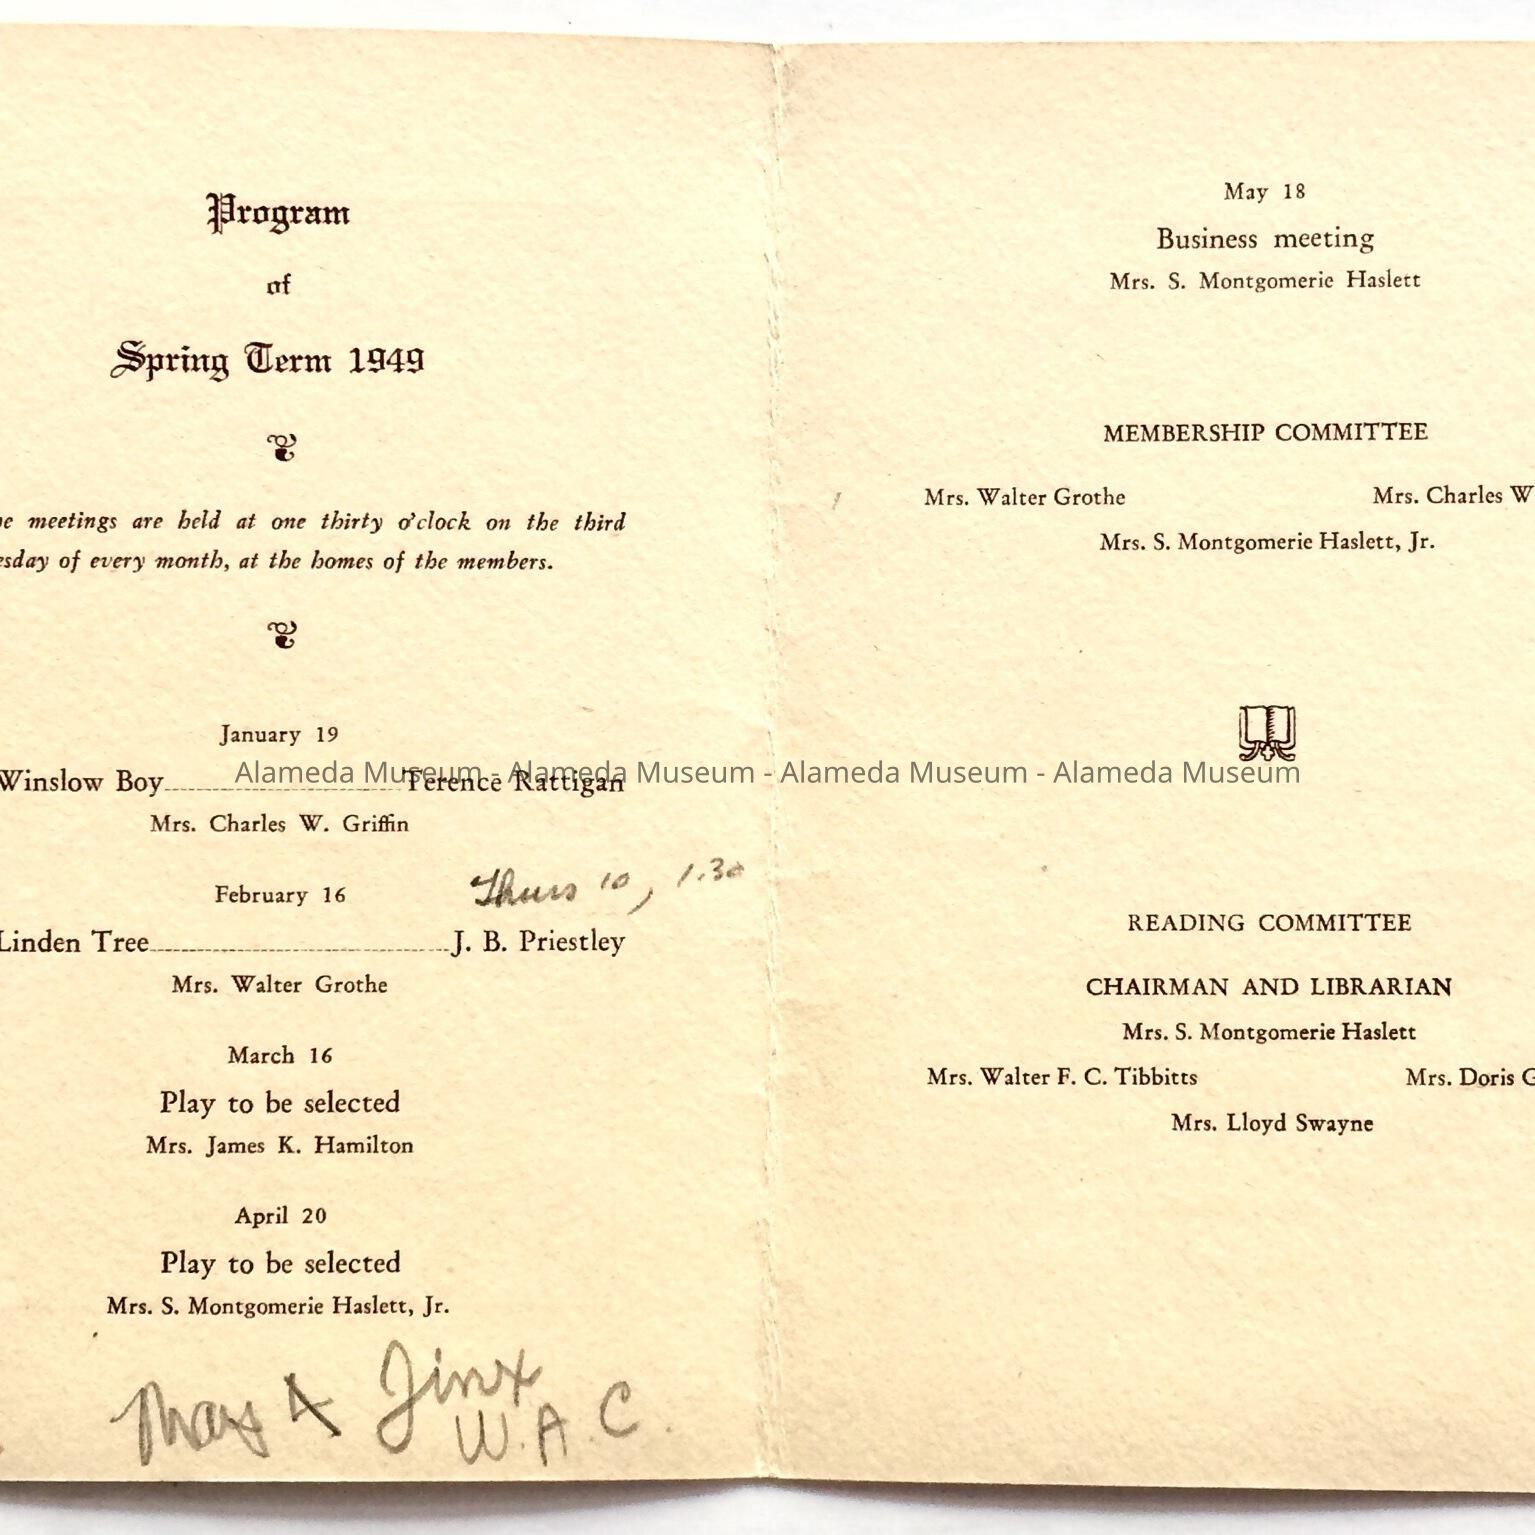 Program
of
Spring Term 1949
meetings are held at one thirty o'clock on the third
esday of every month, at the homes of the members.
January 19
Winslow Boy Terence Rattigan
Mrs. Charles W. Griffin
February 16 Thurs 10, 1.30
Linden Tree J. B. Priestley
Mrs. Walter Grothe
March 16
Play to be selected
Mrs. James K. Hamilton
April 20
Play to be selected
Mrs. S. Montgomerie Haslett, Jr.
Jinx
W.A.C.
May 18
Business meeting
Mrs. S. Montgomerie Haslett
MEMBERSHIP COMMITTEE
Mrs. Walter Grothe Mrs. Charles W
Mrs. S. Montgomerie Haslett, Jr.
READING COMMITTEE
CHAIRMAN AND LIBRARIAN
Mrs. S. Montgomerie Haslett
Mrs. Walter F. C. Tibbitts Mrs. Doris G
Mrs. Lloyd Swayne
Alameda Museum - Alameda Museum - Alameda Museum - Alameda Museum